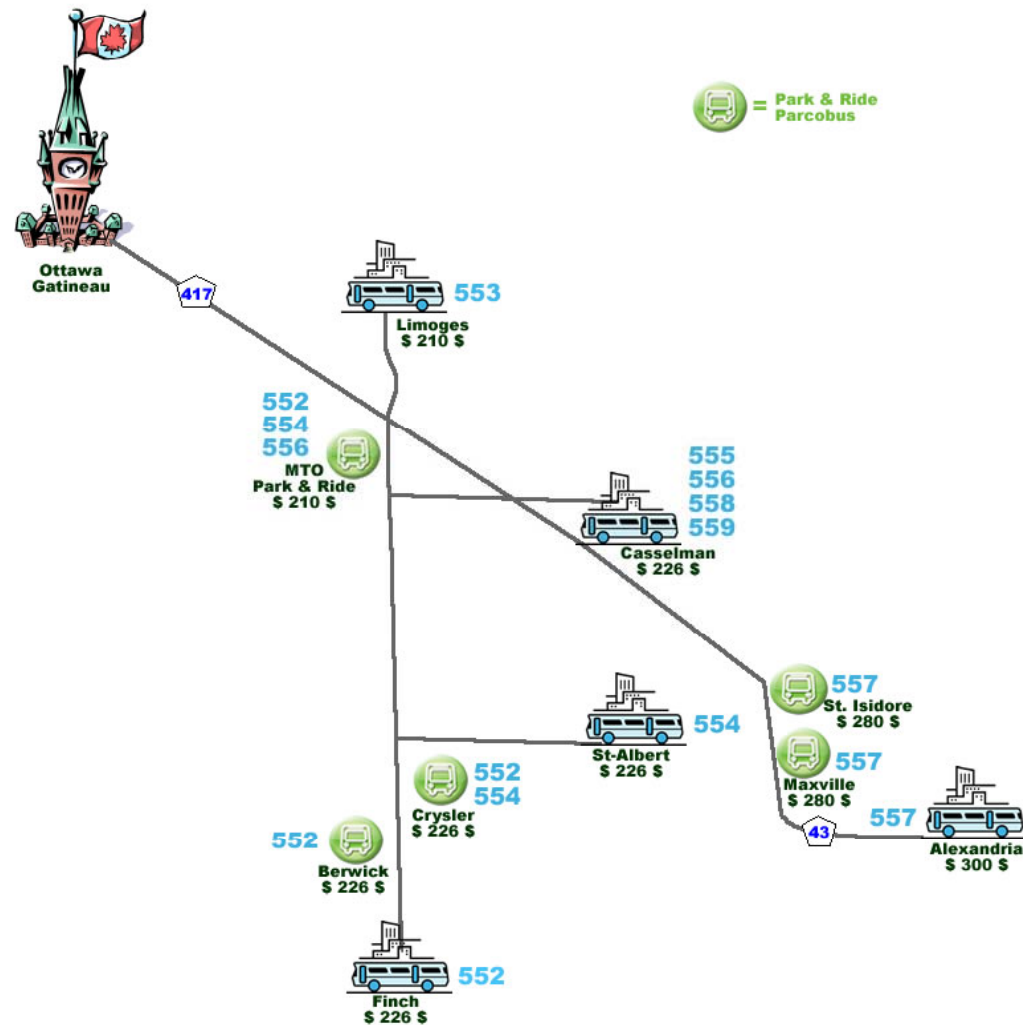 = Park & Ride
Parcobus
Ottawa
Gatineau
417
553
Limoges
$ 210 $
552
554
556
MTO
Park & Ride
$ 210 $
555
556
558
559
Casselman
$ 226 $
557
St. Isidore
$ 280 $
554
St-Albert
$ 226 $
557
Maxville
$ 280 $
552
554
Crysler
$ 226 $
557
43
Alexandria
$ 300 $
552
Berwick
$ 226 $
552
Finch
$ 226 $